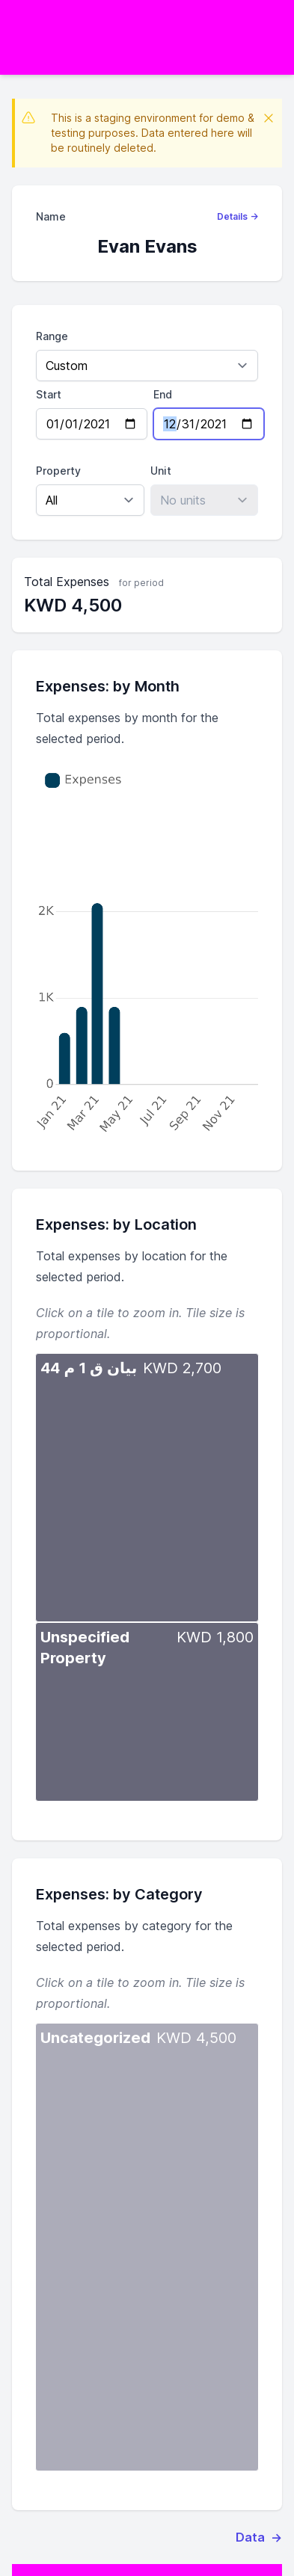 This is a staging environment for demo &
testing purposes. Data entered here will
be routinely deleted.
Name
Details →
Evan Evans
Range
Custom
Start
End
01/01/2021
12/31/2021
Property
Unit
All
No units
Total Expenses for period
KWD 4,500
Expenses: by Month
Total expenses by month for the
selected period.
Expenses
2K
1K
0
Jan 21
Mar 21
May 21
Jul 21
Sep 21
Nov 21
Expenses: by Location
Total expenses by location for the
selected period.
Click on a tile to zoom in. Tile size is
proportional.
بيان ق 1 م 44 KWD 2,700
Unspecified KWD 1,800
Property
Expenses: by Category
Total expenses by category for the
selected period.
Click on a tile to zoom in. Tile size is
proportional.
Uncategorized KWD 4,500
Data →